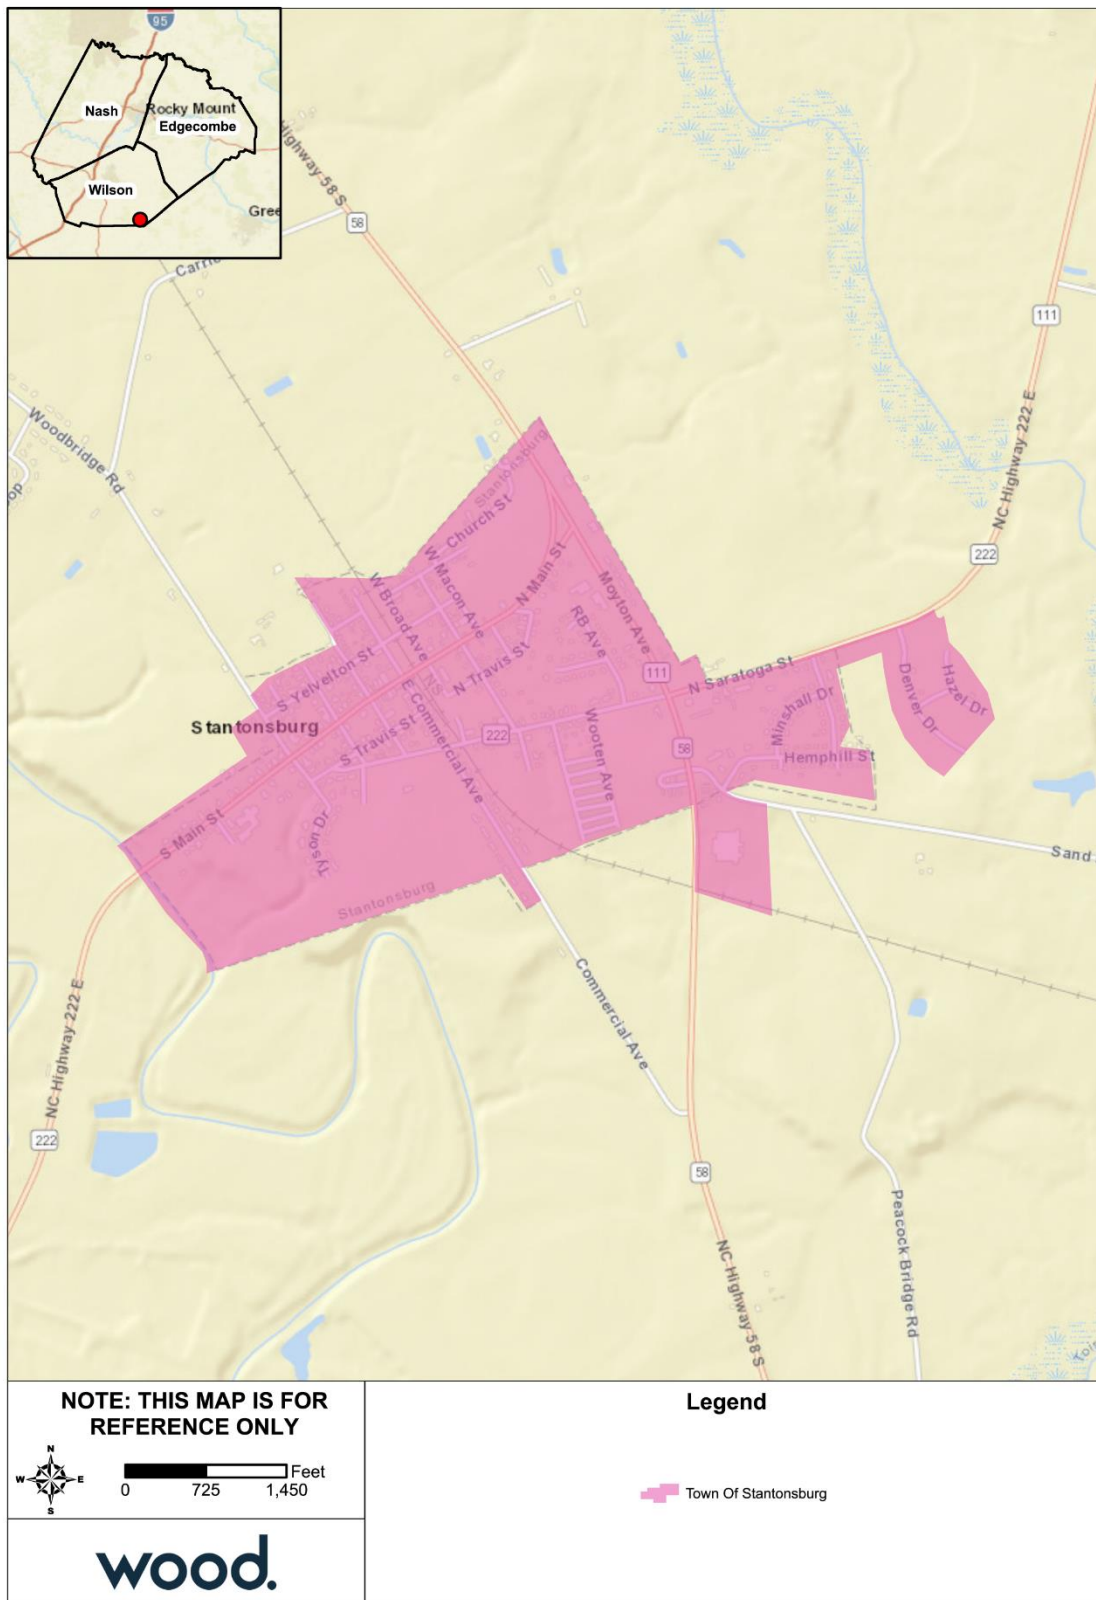 95
Nash
Rocky Mount
Edgecombe
Wilson
Gree
Highway 58 S
58
Carri
111
Woodbridge Rd
op
NC Highway 222 E
222
Stantonsburg
Church St
W Macon Ave
W Broad Ave
N Main St
Moyton Ave
RB Ave
N Travis St
S Yelvelton St
NS
E Commercial Ave
111
N Saratoga St
Denver Dr
Hazel Dr
Minshall Dr
Stantonsburg
S Travis St
222
Wooten Ave
58
Hemphill St
S Main St
Tyson Dr
Sand
Stantonsburg
Commercial Ave
NC Highway 222 E
222
58
Peacock Bridge Rd
NC Highway 58 S
NOTE: THIS MAP IS FOR
REFERENCE ONLY
N
W E
S
Feet
0 725 1,450
wood.
Legend
Town Of Stantonsburg